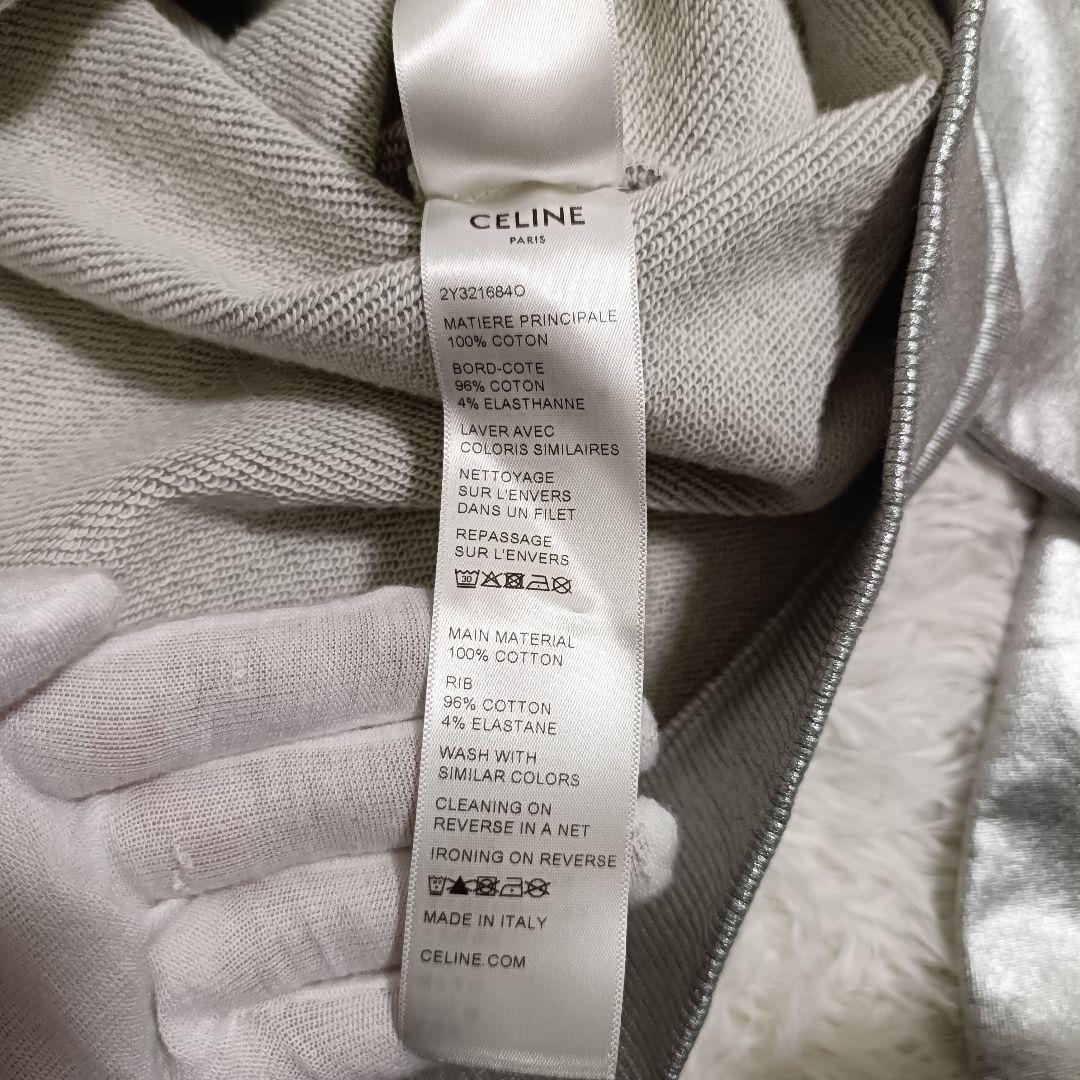 CELINE
PARIS
2Y321684O
MATIERE PRINCIPALE
100% COTON
BORD-COTE
96% COTON
4% ELASTHANNE
LAVER AVEC
COLORIS SIMILAIRES
NETTOYAGE
SUR L'ENVERS
DANS UN FILET
REPASSAGE
SUR L'ENVERS
30
MAIN MATERIAL
100% COTTON
RIB
96% COTTON
4% ELASTANE
WASH WITH
SIMILAR COLORS
CLEANING ON
REVERSE IN A NET
IRONING ON REVERSE
MADE IN ITALY
CELINE.COM